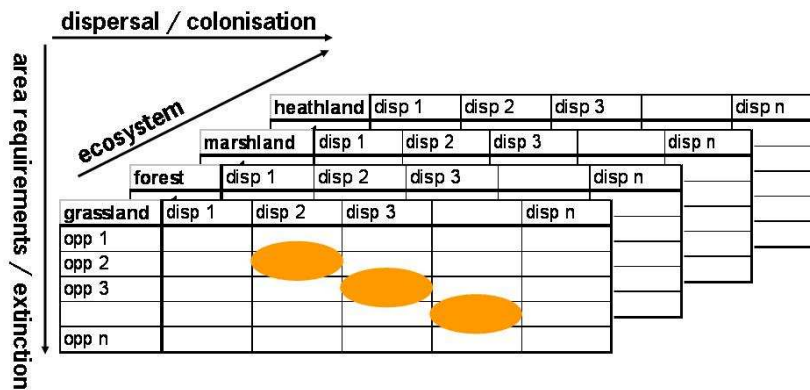 dispersal / colonisation
area requirements / extinction
ecosystem
heathland disp 1 disp 2 disp 3 disp n
marshland disp 1 disp 2 disp 3 disp n
forest disp 1 disp 2 disp 3 disp n
grassland disp 1 disp 2 disp 3 disp n
opp 1
opp 2
opp 3
opp n